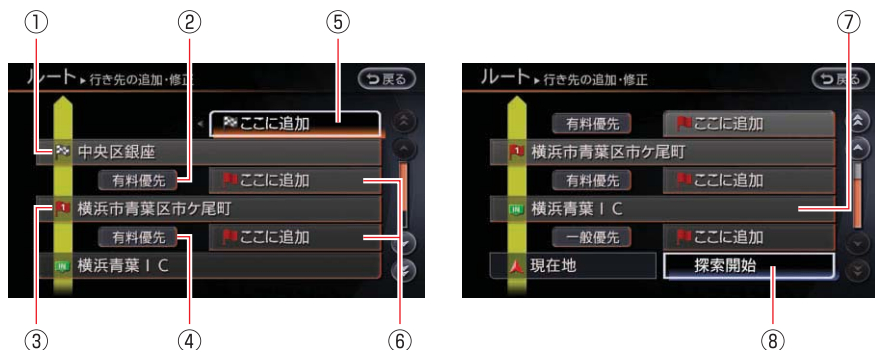 ① ② ⑤ ⑦
ルート ▶ 行き先の追加・修正 戻る
ここに追加
中央区銀座
有料優先 ここに追加
1 横浜市青葉区市ケ尾町
有料優先 ここに追加
IN 横浜青葉IC
③ ④ ⑥
ルート ▶ 行き先の追加・修正 戻る
有料優先 ここに追加
1 横浜市青葉区市ケ尾町
ここに追加
IN 横浜青葉IC
一般優先 ここに追加
現在地 探索開始
⑧